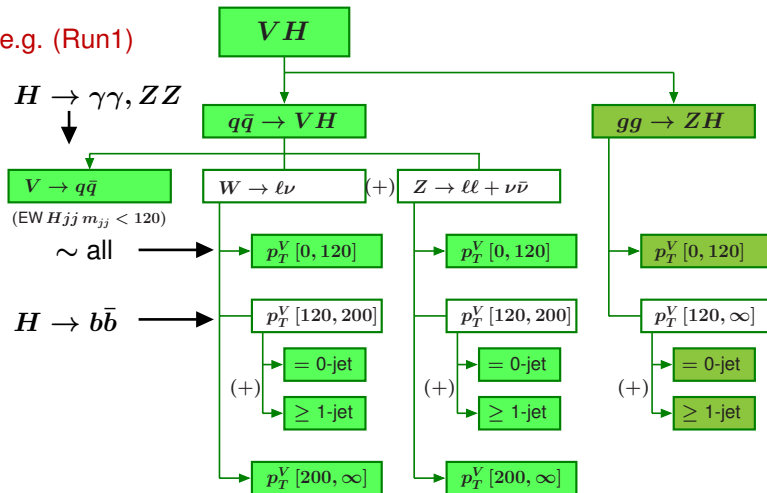 VH
e.g. (Run1)
H → γγ, ZZ
qq̄ → VH
gg → ZH
V → qq̄
W → ℓν
(+)
Z → ℓℓ + νν̄
(EW Hjj m_jj < 120)
∼ all
p_T^V [0, 120]
p_T^V [0, 120]
p_T^V [0, 120]
H → bb̄
p_T^V [120, 200]
p_T^V [120, 200]
p_T^V [120, ∞]
= 0-jet
= 0-jet
= 0-jet
(+)
(+)
(+)
≥ 1-jet
≥ 1-jet
≥ 1-jet
p_T^V [200, ∞]
p_T^V [200, ∞]